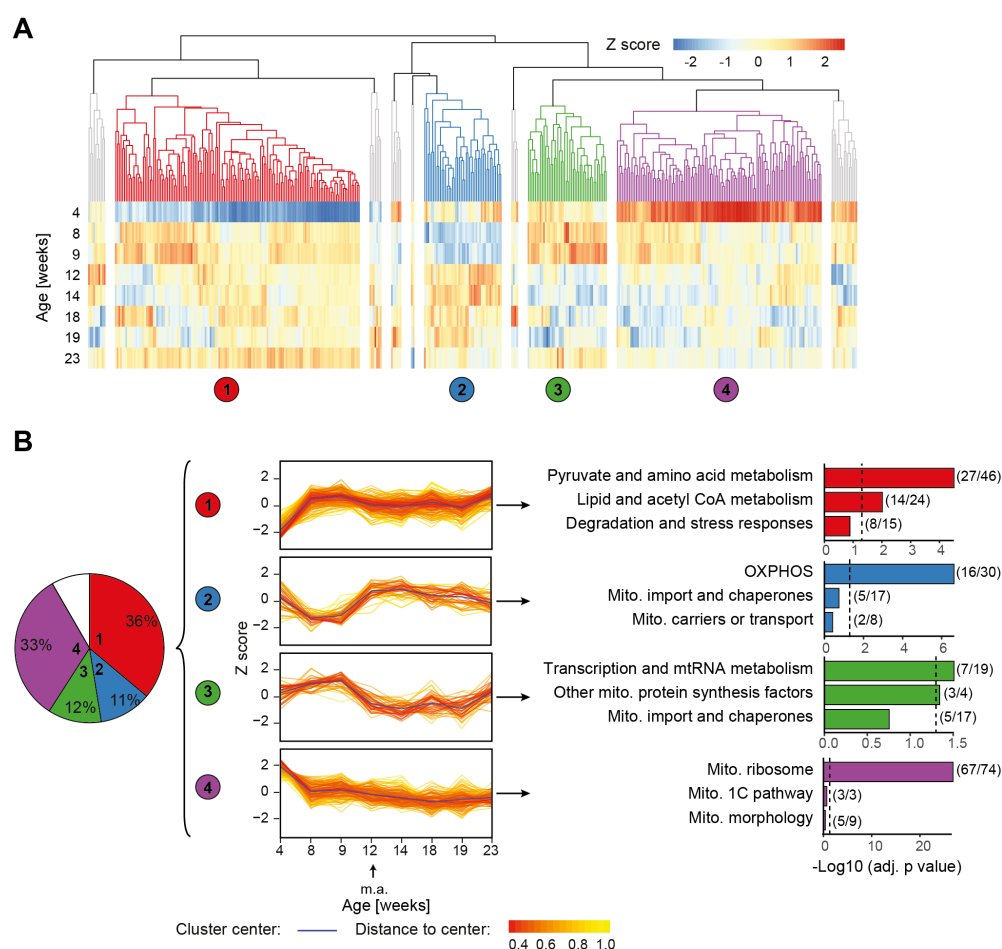 A
Z score
-2 -1 0 1 2
Age [weeks]
4
8
9
12
14
18
19
23
1 2 3 4
B
36%
11%
12%
33%
1
2
3
4
1
2
3
4
Z score
2
0
−2
2
0
−2
2
0
−2
2
0
−2
4 8 9 12 14 18 19 23
m.a.
Age [weeks]
Pyruvate and amino acid metabolism (27/46)
Lipid and acetyl CoA metabolism (14/24)
Degradation and stress responses (8/15)
0 1 2 3 4
OXPHOS (16/30)
Mito. import and chaperones (5/17)
Mito. carriers or transport (2/8)
0 2 4 6
Transcription and mtRNA metabolism (7/19)
Other mito. protein synthesis factors (3/4)
Mito. import and chaperones (5/17)
0.0 0.5 1.0 1.5
Mito. ribosome (67/74)
Mito. 1C pathway (3/3)
Mito. morphology (5/9)
0 10 20
-Log10 (adj. p value)
Cluster center: Distance to center:
0.4 0.6 0.8 1.0